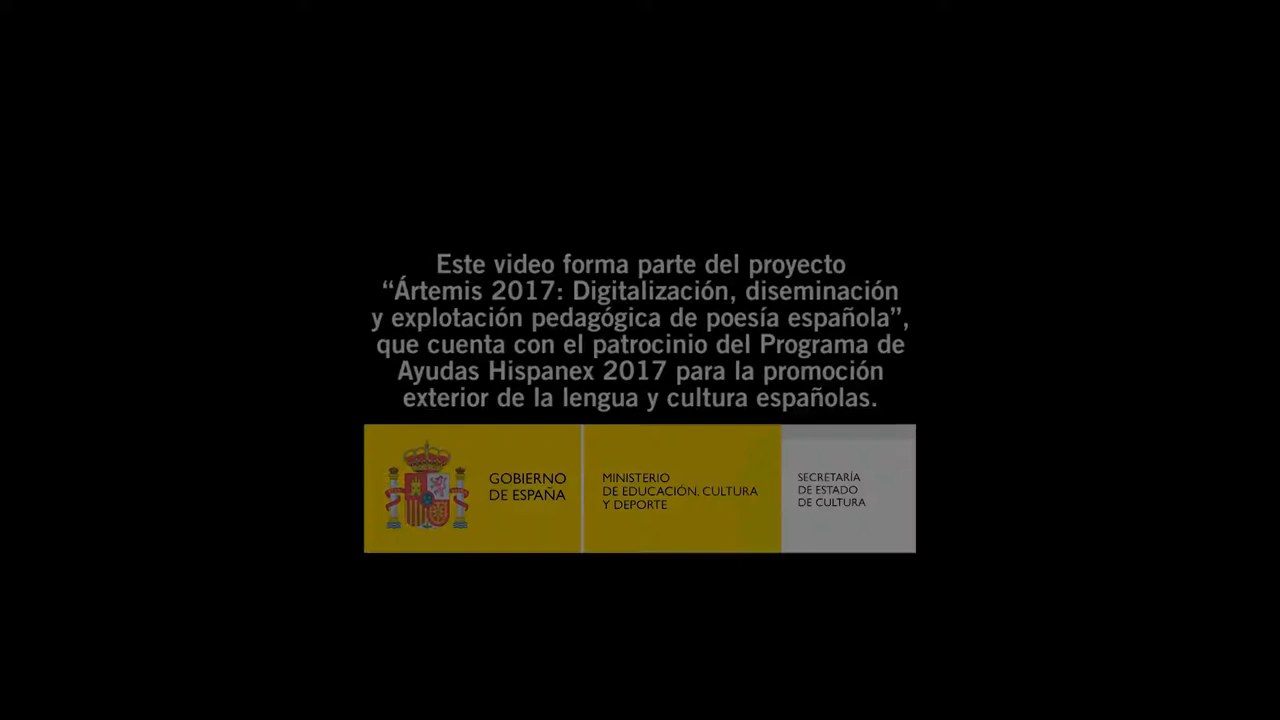 Este video forma parte del proyecto
“Ártemis 2017: Digitalización, diseminación
y explotación pedagógica de poesía española”,
que cuenta con el patrocinio del Programa de
Ayudas Hispanex 2017 para la promoción
exterior de la lengua y cultura españolas.
GOBIERNO
DE ESPAÑA
MINISTERIO
DE EDUCACIÓN, CULTURA
Y DEPORTE
SECRETARÍA
DE ESTADO
DE CULTURA